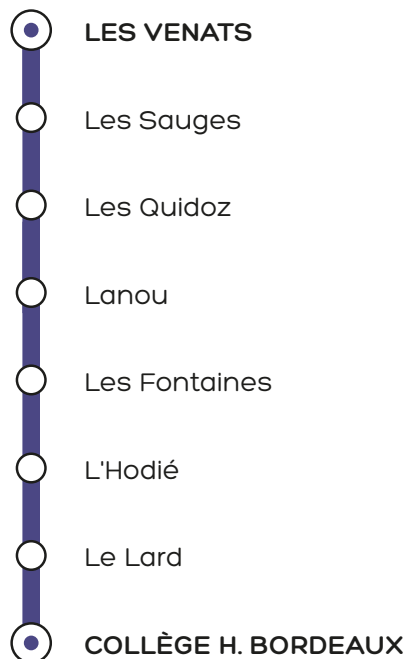 LES VENATS
Les Sauges
Les Quidoz
Lanou
Les Fontaines
L'Hodié
Le Lard
COLLÈGE H. BORDEAUX